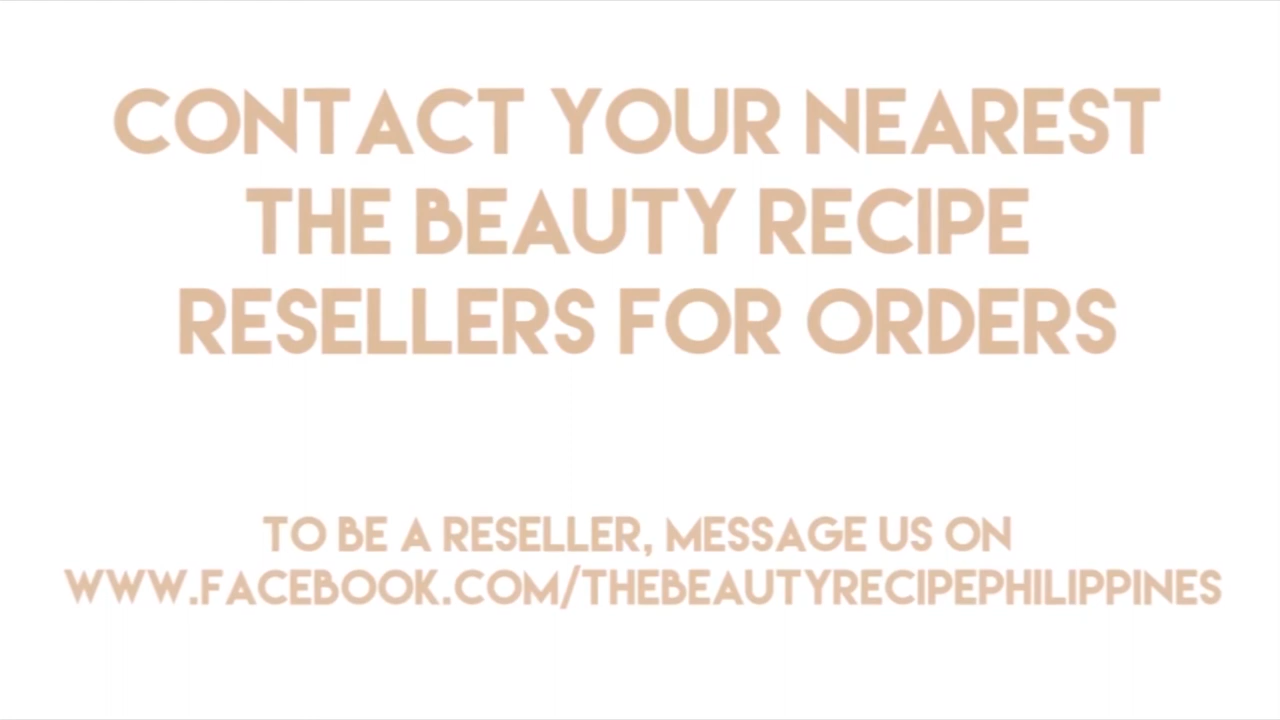 CONTACT YOUR NEAREST
THE BEAUTY RECIPE
RESELLERS FOR ORDERS
TO BE A RESELLER, MESSAGE US ON
WWW.FACEBOOK.COM/THEBEAUTYRECIPEPHILIPPINES